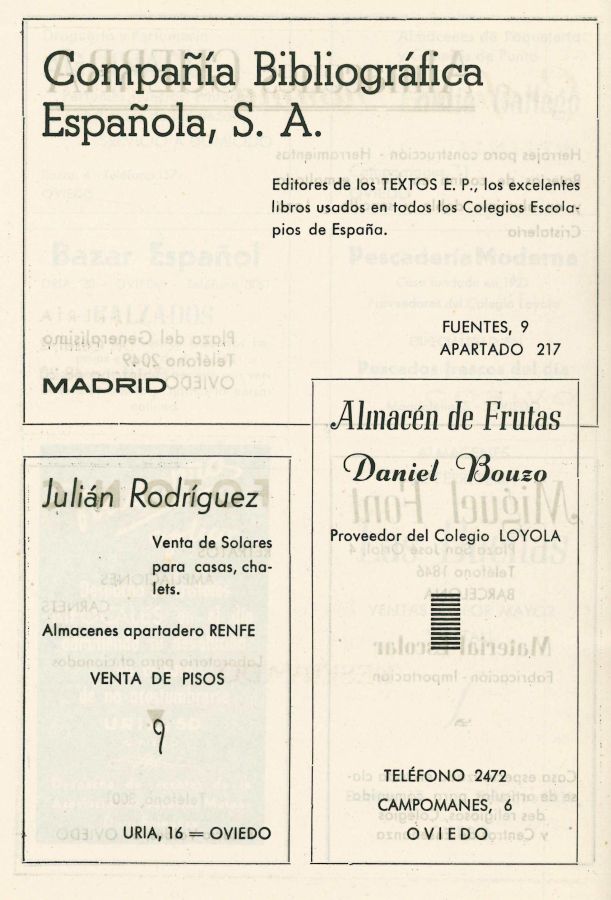 Compañía Bibliográfica
Española, S. A.
Editores de los TEXTOS E. P., los excelentes
libros usados en todos los Colegios Escola-
pios de España.
FUENTES, 9
APARTADO 217
MADRID
Almacén de Frutas
Daniel Bouzo
Proveedor del Colegio LOYOLA
TELÉFONO 2472
CAMPOMANES, 6
OVIEDO
Julián Rodríguez
Venta de Solares
para casas, cha-
lets.
Almacenes apartadero RENFE
VENTA DE PISOS
URIA, 16 = OVIEDO